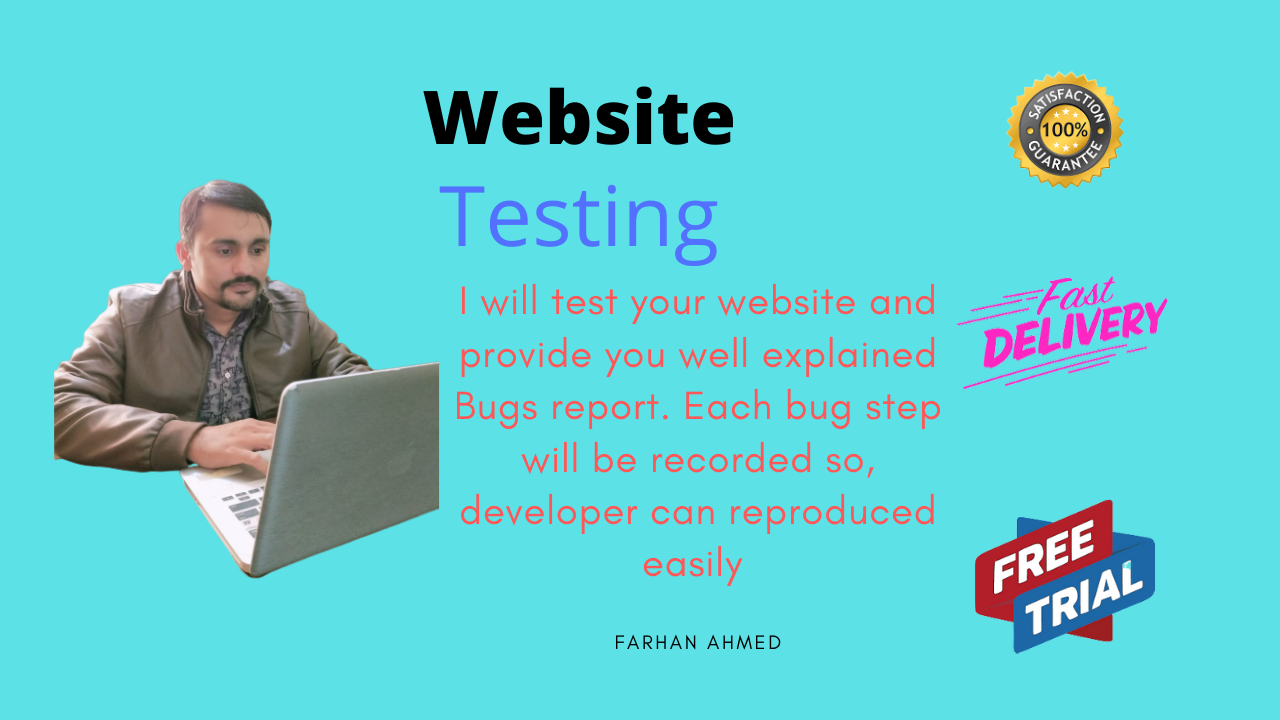 Website
Testing
I will test your website and
provide you well explained
Bugs report. Each bug step
will be recorded so,
developer can reproduced
easily
FARHAN AHMED
SATISFACTION
100%
GUARANTEE
Fast
DELIVERY
FREE
TRIAL